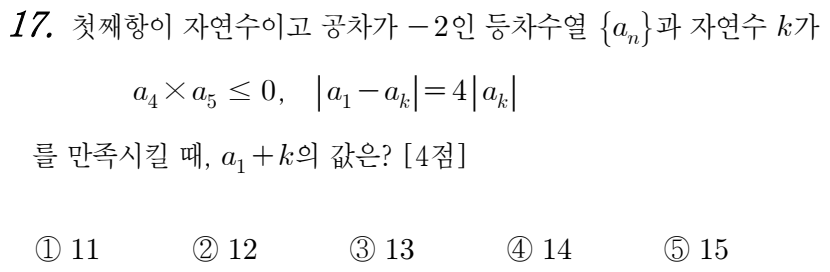 17. 첫째항이 자연수이고 공차가 −2인 등차수열 {aₙ}과 자연수 k가
a₄×a₅ ≤ 0, |a₁−aₖ|=4|aₖ|
를 만족시킬 때, a₁+k의 값은? [4점]
① 11 ② 12 ③ 13 ④ 14 ⑤ 15